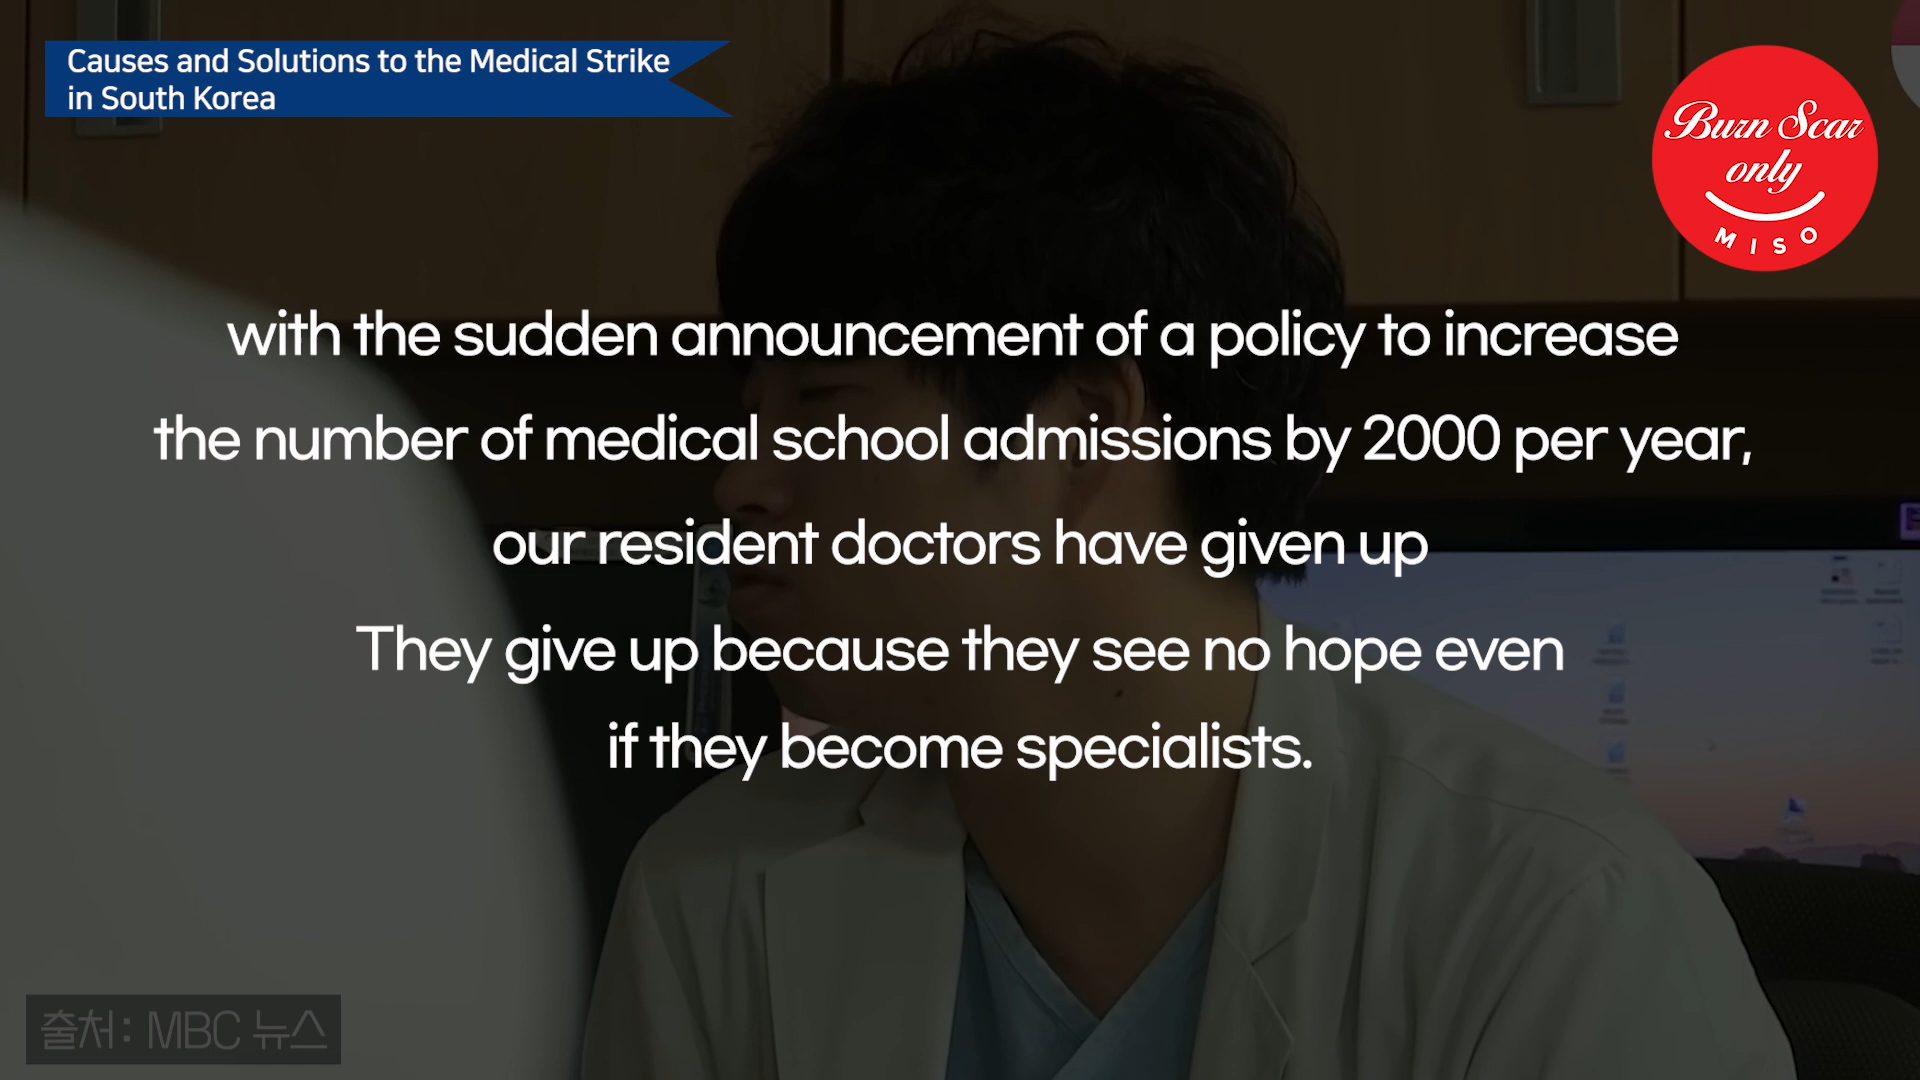 Causes and Solutions to the Medical Strike
in South Korea
Burn Scar
only
MISO
with the sudden announcement of a policy to increase
the number of medical school admissions by 2000 per year,
our resident doctors have given up
They give up because they see no hope even
if they become specialists.
출처: MBC 뉴스